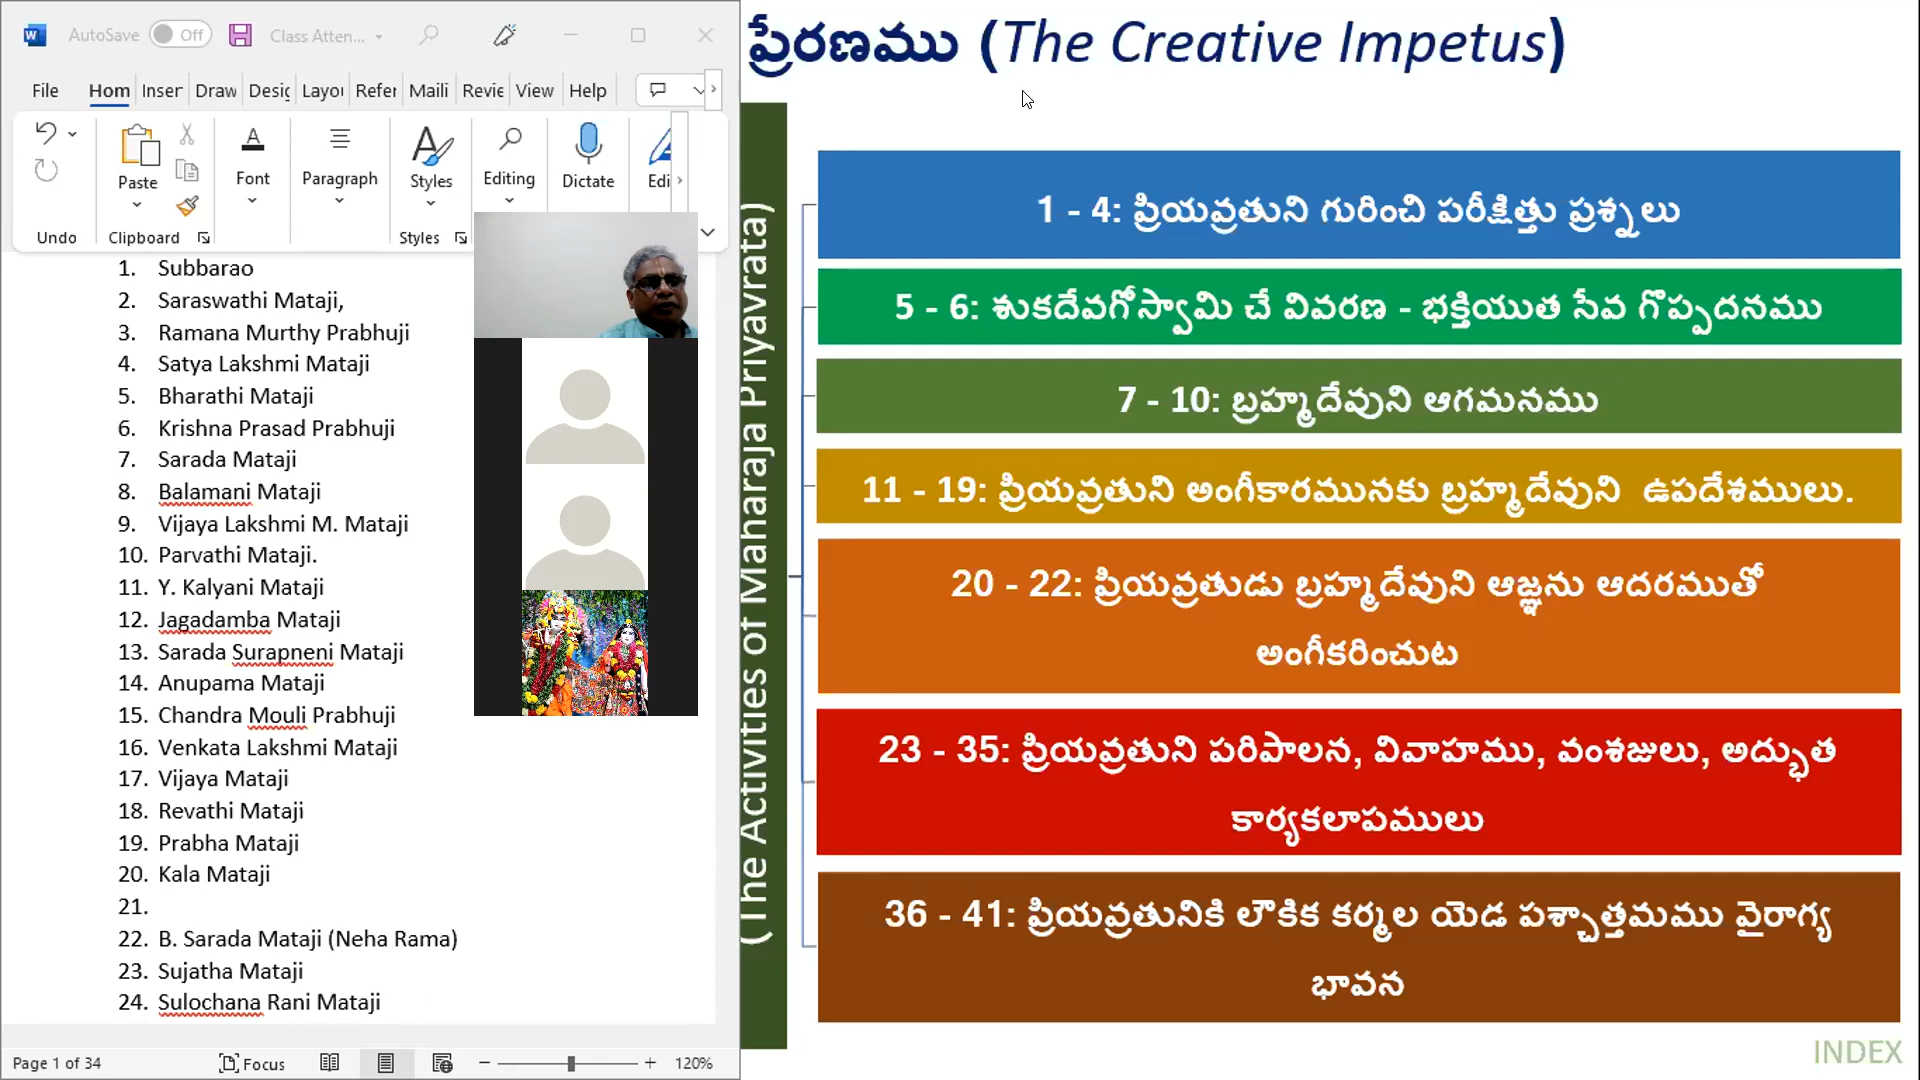 AutoSave
Off
Class Atten...
File
Hom
Inser
Draw
Desig
Layou
Refer
Maili
Revie
View
Help
Paste
Font
Paragraph
Styles
Editing
Dictate
Edi
Undo
Clipboard
Styles
1. Subbarao
2. Saraswathi Mataji,
3. Ramana Murthy Prabhuji
4. Satya Lakshmi Mataji
5. Bharathi Mataji
6. Krishna Prasad Prabhuji
7. Sarada Mataji
8. Balamani Mataji
9. Vijaya Lakshmi M. Mataji
10. Parvathi Mataji.
11. Y. Kalyani Mataji
12. Jagadamba Mataji
13. Sarada Surapneni Mataji
14. Anupama Mataji
15. Chandra Mouli Prabhuji
16. Venkata Lakshmi Mataji
17. Vijaya Mataji
18. Revathi Mataji
19. Prabha Mataji
20. Kala Mataji
21.
22. B. Sarada Mataji (Neha Rama)
23. Sujatha Mataji
24. Sulochana Rani Mataji
Page 1 of 34
Focus
120%
ప్రేరణము (The Creative Impetus)
(The Activities of Maharaja Priyavrata)
1 - 4: ప్రియవ్రతుని గురించి పరీక్షిత్తు ప్రశ్నలు
5 - 6: శుకదేవగోస్వామి చే వివరణ - భక్తియుత సేవ గొప్పదనము
7 - 10: బ్రహ్మదేవుని ఆగమనము
11 - 19: ప్రియవ్రతుని అంగీకారమునకు బ్రహ్మదేవుని ఉపదేశములు.
20 - 22: ప్రియవ్రతుడు బ్రహ్మదేవుని ఆజ్ఞను ఆదరముతో
అంగీకరించుట
23 - 35: ప్రియవ్రతుని పరిపాలన, వివాహము, వంశజులు, అద్భుత
కార్యకలాపములు
36 - 41: ప్రియవ్రతునికి లౌకిక కర్మల యెడ పశ్చాత్తమము వైరాగ్య
భావన
INDEX